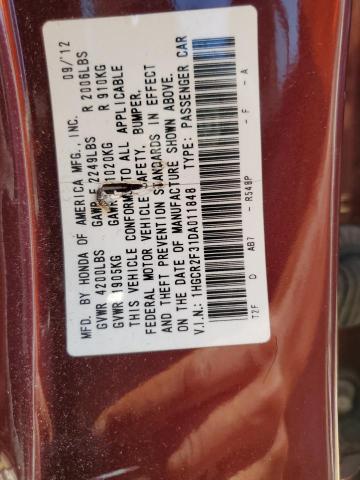 MFD. BY HONDA OF AMERICA MFG., INC. 09/'12
GVWR 4200LBS GAWR F 2249LBS R 2006LBS
GVWR 1905KG GAWR 1020KG R 910KG
THIS VEHICLE CONFORMS TO ALL APPLICABLE
FEDERAL MOTOR VEHICLE SAFETY, BUMPER,
AND THEFT PREVENTION STANDARDS IN EFFECT
ON THE DATE OF MANUFACTURE SHOWN ABOVE.
V.I.N.: 1HGCR2F31DA011848 TYPE: PASSENGER CAR
T2F D AB7 - R548P - F - A